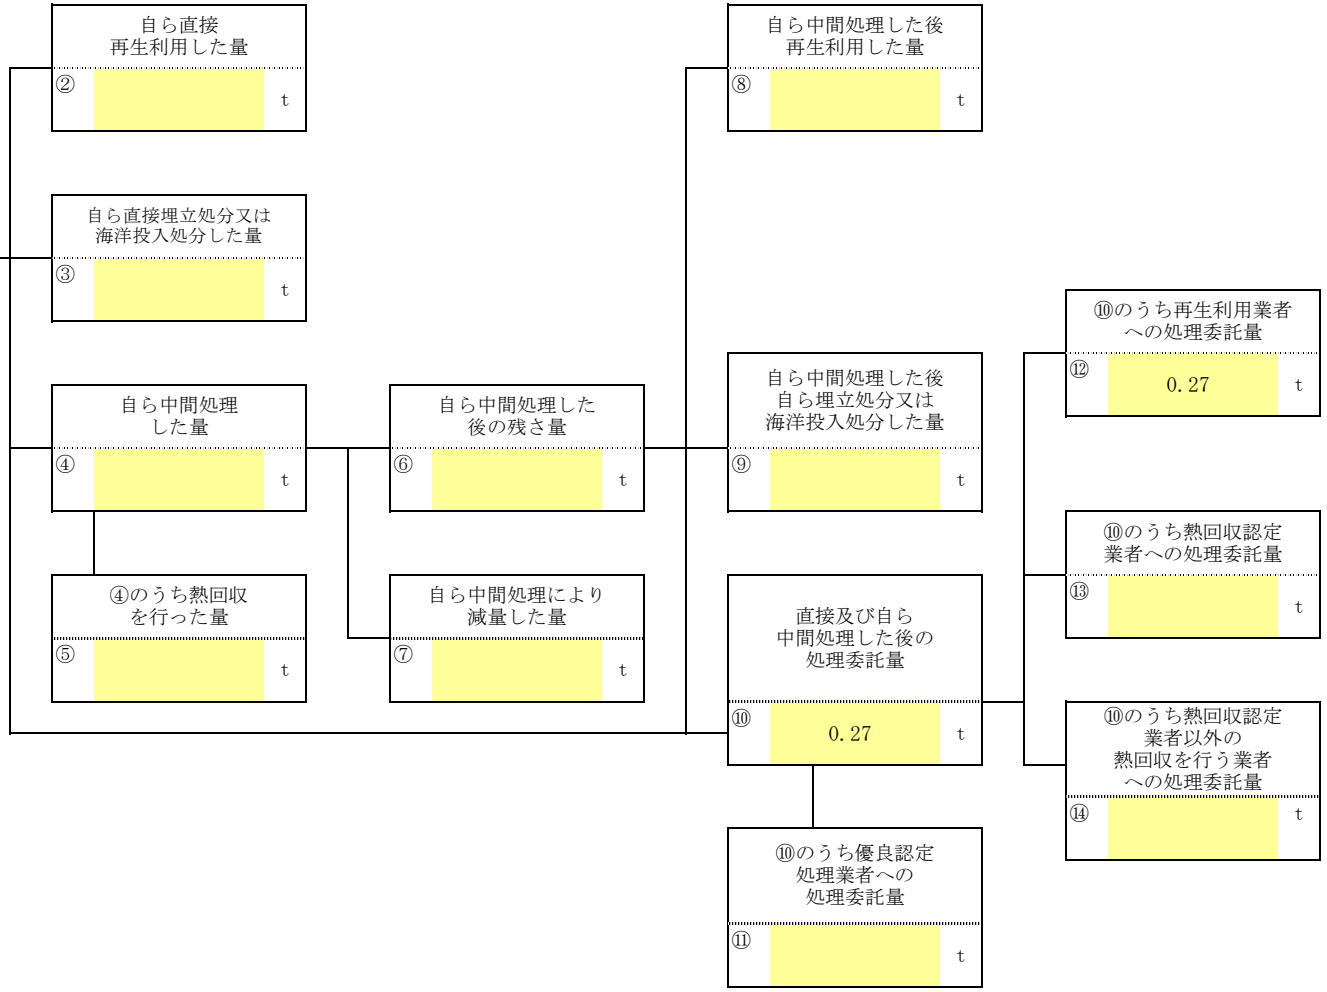 自ら直接
再生利用した量
②
t
自ら中間処理した後
再生利用した量
⑧
t
自ら直接埋立処分又は
海洋投入処分した量
③
t
⑩のうち再生利用業者
への処理委託量
⑫
0.27
t
自ら中間処理
した量
④
t
自ら中間処理した
後の残さ量
⑥
t
自ら中間処理した後
自ら埋立処分又は
海洋投入処分した量
⑨
t
⑩のうち熱回収認定
業者への処理委託量
⑬
t
④のうち熱回収
を行った量
⑤
t
自ら中間処理により
減量した量
⑦
t
直接及び自ら
中間処理した後の
処理委託量
⑩
0.27
t
⑩のうち熱回収認定
業者以外の
熱回収を行う業者
への処理委託量
⑭
t
⑩のうち優良認定
処理業者への
処理委託量
⑪
t